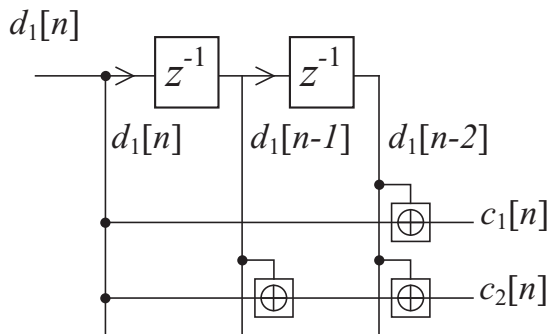 d₁[n]
z⁻¹ z⁻¹
d₁[n] d₁[n-1] d₁[n-2]
c₁[n]
c₂[n]